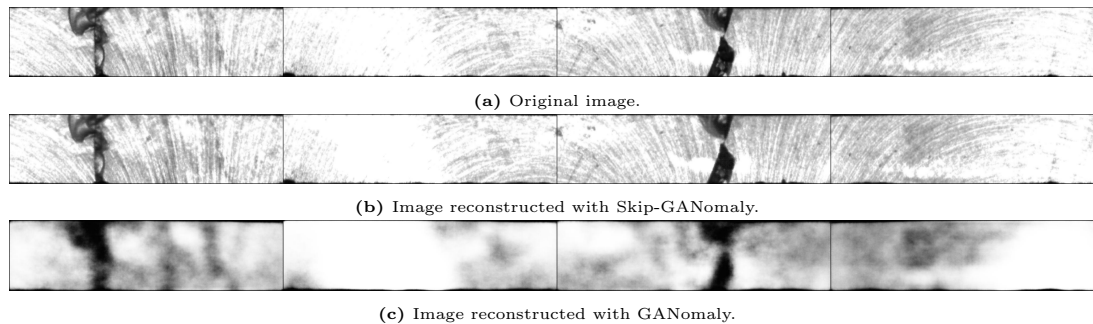 (a) Original image.
(b) Image reconstructed with Skip-GANomaly.
(c) Image reconstructed with GANomaly.